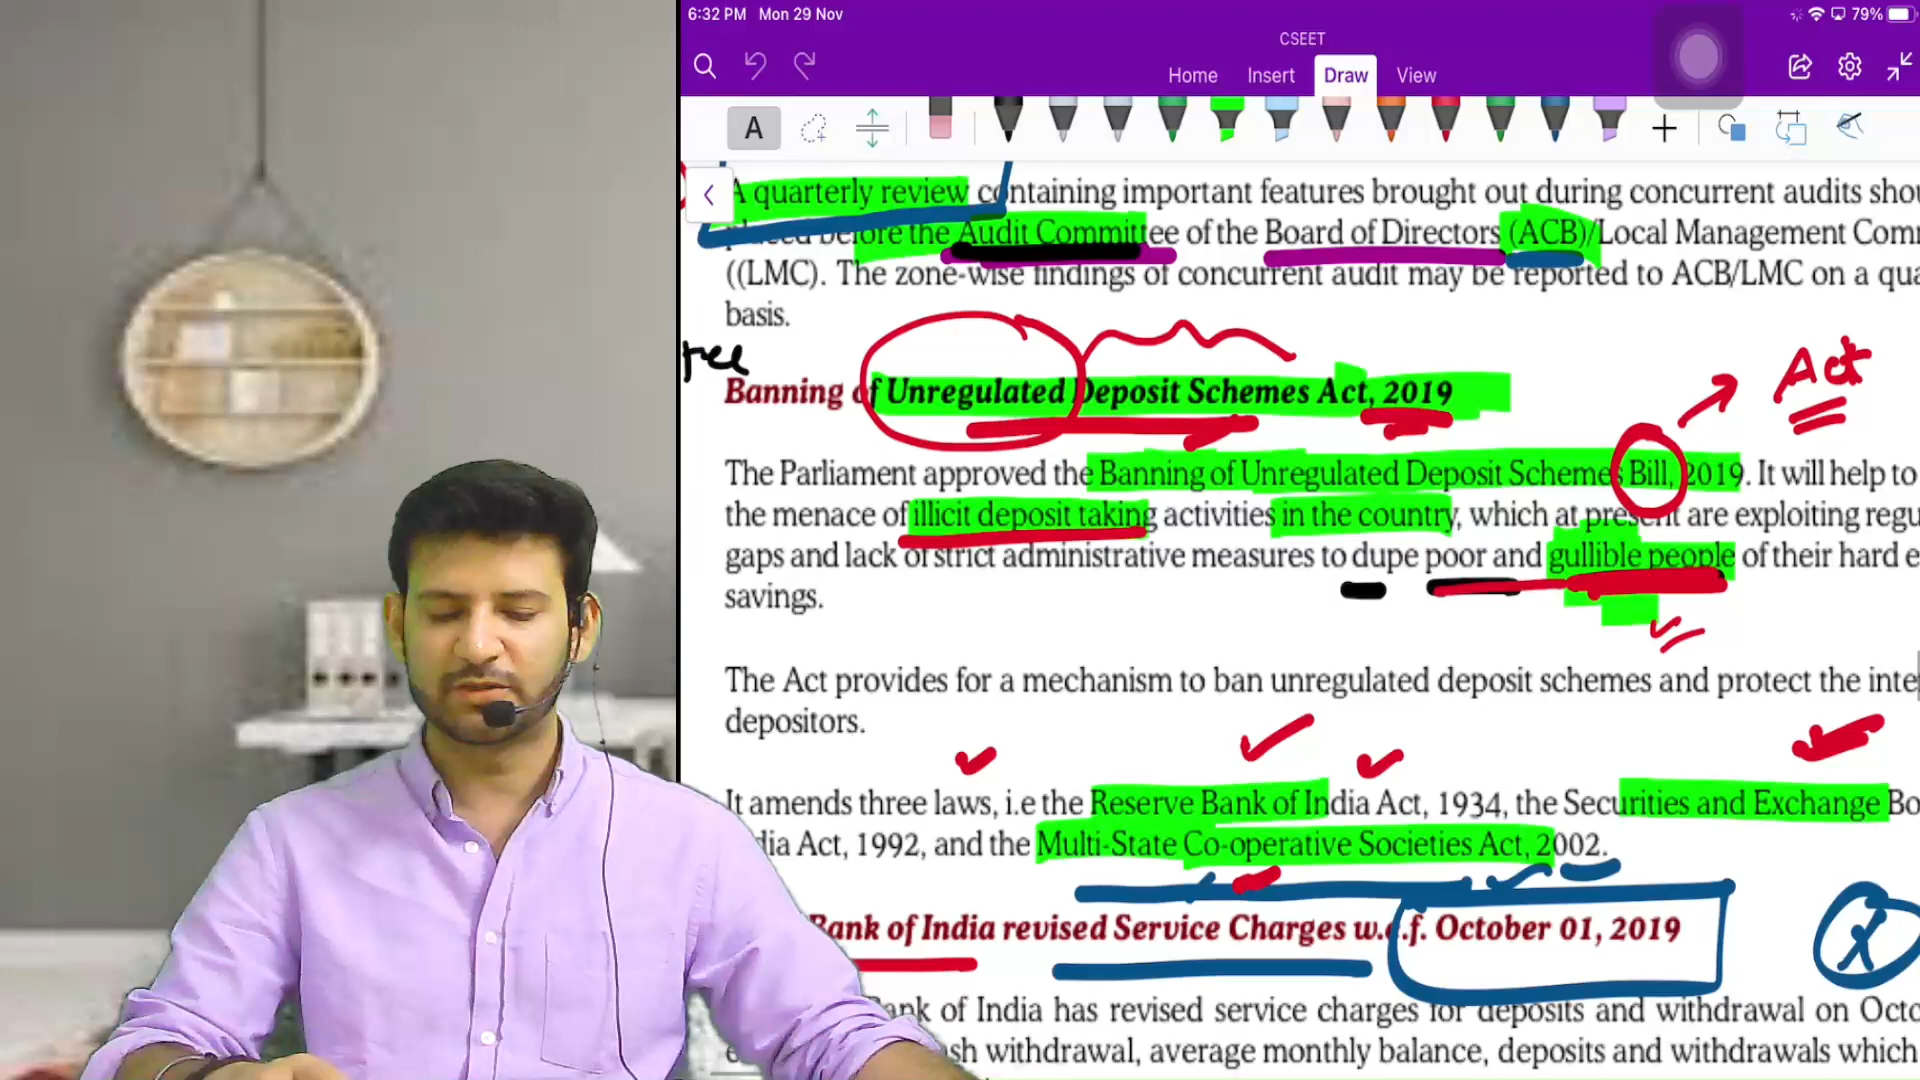 6:32 PM Mon 29 Nov
79%
CSEET
Home Insert Draw View
A
A quarterly review containing important features brought out during concurrent audits shou
placed before the Audit Committee of the Board of Directors (ACB)/Local Management Comm
((LMC). The zone-wise findings of concurrent audit may be reported to ACB/LMC on a qua
basis.
Act
Banning of Unregulated Deposit Schemes Act, 2019
The Parliament approved the Banning of Unregulated Deposit Schemes Bill, 2019. It will help to
the menace of illicit deposit taking activities in the country, which at present are exploiting regu
gaps and lack of strict administrative measures to dupe poor and gullible people of their hard e
savings.
The Act provides for a mechanism to ban unregulated deposit schemes and protect the inte
depositors.
It amends three laws, i.e the Reserve Bank of India Act, 1934, the Securities and Exchange Bo
dia Act, 1992, and the Multi-State Co-operative Societies Act, 2002.
Bank of India revised Service Charges w.e.f. October 01, 2019
X
ank of India has revised service charges for deposits and withdrawal on Octo
sh withdrawal, average monthly balance, deposits and withdrawals which